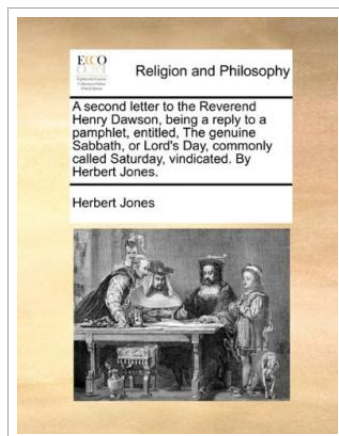 ECCO
Religion and Philosophy
A second letter to the Reverend
Henry Dawson, being a reply to a
pamphlet, entitled, The genuine
Sabbath, or Lord's Day, commonly
called Saturday, vindicated. By
Herbert Jones.
Herbert Jones